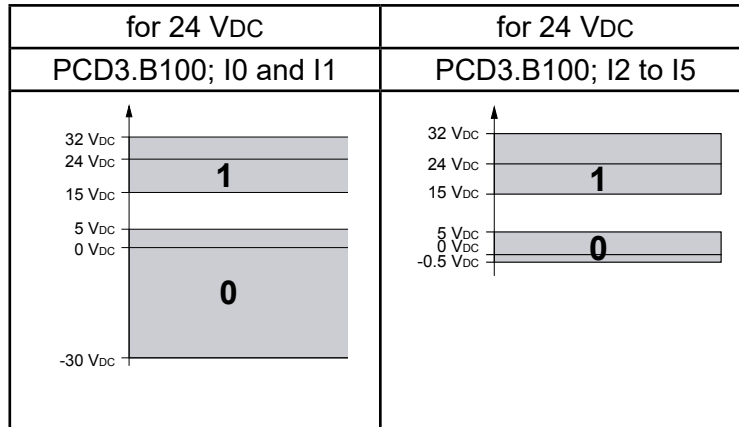 for 24 VDC
for 24 VDC
PCD3.B100; I0 and I1
PCD3.B100; I2 to I5
32 VDC
24 VDC
1
15 VDC
5 VDC
0 VDC
0
-30 VDC
32 VDC
24 VDC
1
15 VDC
5 VDC
0 VDC
0
-0.5 VDC